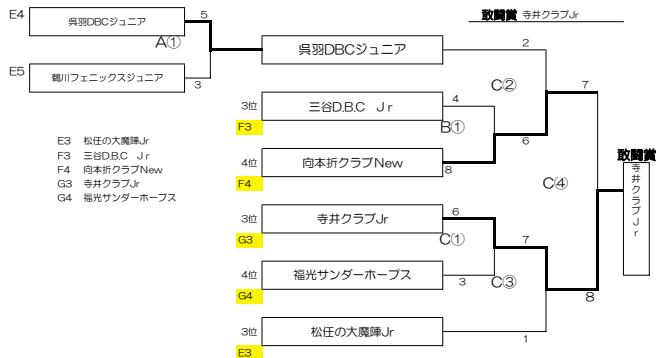 敢闘賞 寺井クラブJr
E4 呉羽DBCジュニア 5
A①
E5 鵜川フェニックスジュニア 3
呉羽DBCジュニア 2
C② 7
3位 三谷D.B.C Jr 4
F3 B① 6
4位 向本折クラブNew 8
F4
E3 松任の大魔陣Jr
F3 三谷D.B.C Jr
F4 向本折クラブNew
G3 寺井クラブJr
G4 福光サンダーホープス
敢闘賞
寺井クラブJr
C④
3位 寺井クラブJr 6
G3 C① 7
4位 福光サンダーホープス 3 C③
G4 8
3位 松任の大魔陣Jr 1
E3